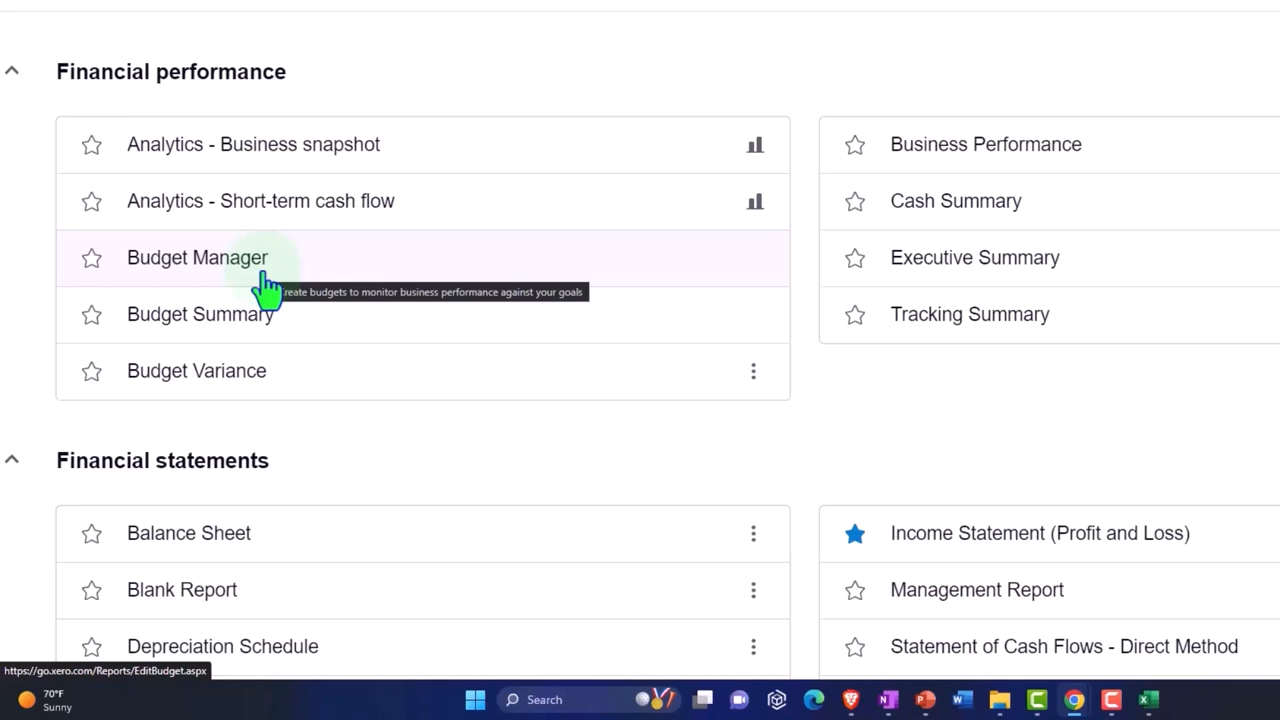 Financial performance
Analytics - Business snapshot
Business Performance
Analytics - Short-term cash flow
Cash Summary
Budget Manager
Executive Summary
reate budgets to monitor business performance against your goals
Budget Summary
Tracking Summary
Budget Variance
Financial statements
Balance Sheet
Income Statement (Profit and Loss)
Blank Report
Management Report
Depreciation Schedule
Statement of Cash Flows - Direct Method
https://go.xero.com/Reports/EditBudget.aspx
70°F
Sunny
Search